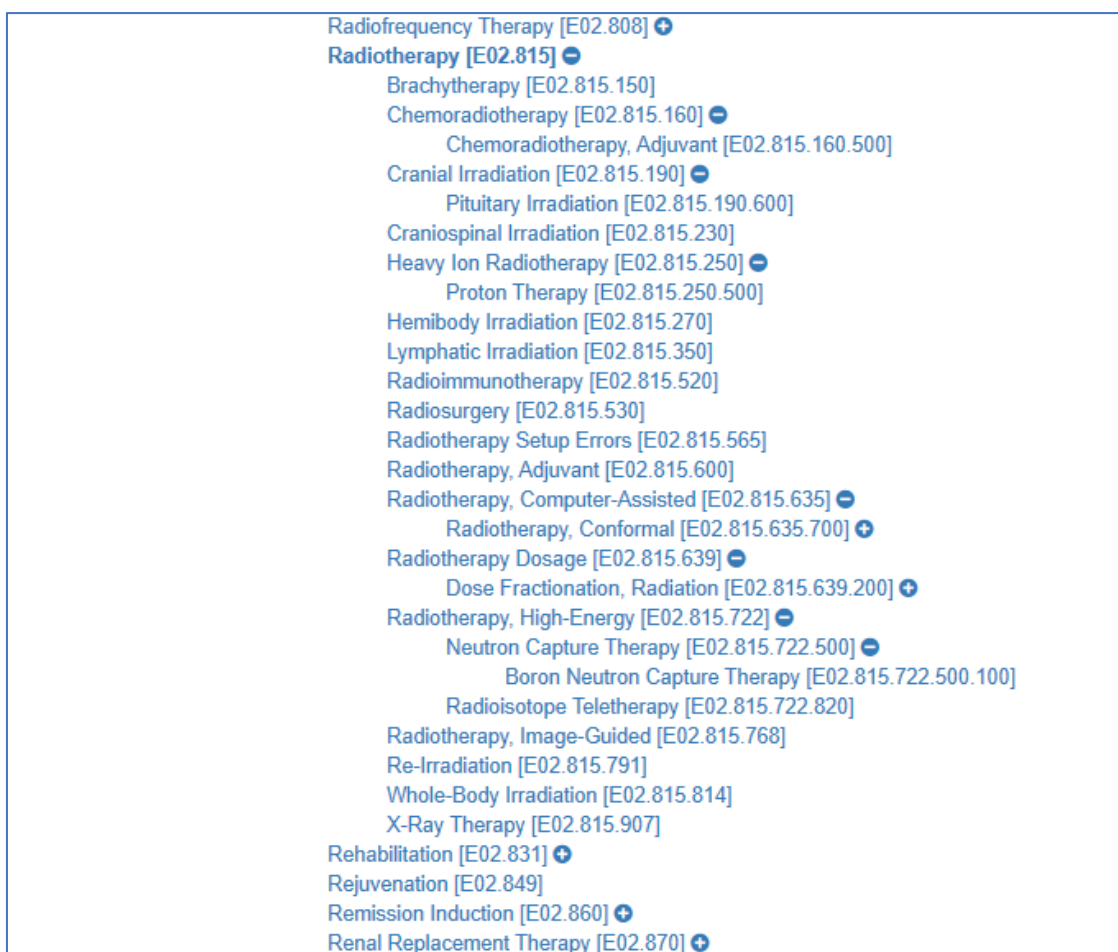 Radiofrequency Therapy [E02.808]
Radiotherapy [E02.815]
Brachytherapy [E02.815.150]
Chemoradiotherapy [E02.815.160]
Chemoradiotherapy, Adjuvant [E02.815.160.500]
Cranial Irradiation [E02.815.190]
Pituitary Irradiation [E02.815.190.600]
Craniospinal Irradiation [E02.815.230]
Heavy Ion Radiotherapy [E02.815.250]
Proton Therapy [E02.815.250.500]
Hemibody Irradiation [E02.815.270]
Lymphatic Irradiation [E02.815.350]
Radioimmunotherapy [E02.815.520]
Radiosurgery [E02.815.530]
Radiotherapy Setup Errors [E02.815.565]
Radiotherapy, Adjuvant [E02.815.600]
Radiotherapy, Computer-Assisted [E02.815.635]
Radiotherapy, Conformal [E02.815.635.700]
Radiotherapy Dosage [E02.815.639]
Dose Fractionation, Radiation [E02.815.639.200]
Radiotherapy, High-Energy [E02.815.722]
Neutron Capture Therapy [E02.815.722.500]
Boron Neutron Capture Therapy [E02.815.722.500.100]
Radioisotope Teletherapy [E02.815.722.820]
Radiotherapy, Image-Guided [E02.815.768]
Re-Irradiation [E02.815.791]
Whole-Body Irradiation [E02.815.814]
X-Ray Therapy [E02.815.907]
Rehabilitation [E02.831]
Rejuvenation [E02.849]
Remission Induction [E02.860]
Renal Replacement Therapy [E02.870]